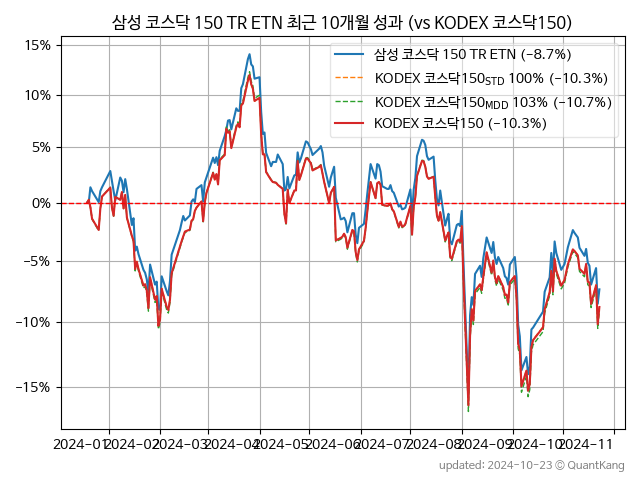 삼성 코스닥 150 TR ETN 최근 10개월 성과 (vs KODEX 코스닥150)
삼성 코스닥 150 TR ETN (−8.7%)
KODEX 코스닥150STD 100% (−10.3%)
KODEX 코스닥150MDD 103% (−10.7%)
KODEX 코스닥150 (−10.3%)
15%
10%
5%
0%
−5%
−10%
−15%
2024-01 2024-02 2024-03 2024-04 2024-05 2024-06 2024-07 2024-08 2024-09 2024-10 2024-11
updated: 2024-10-23 © QuantKang